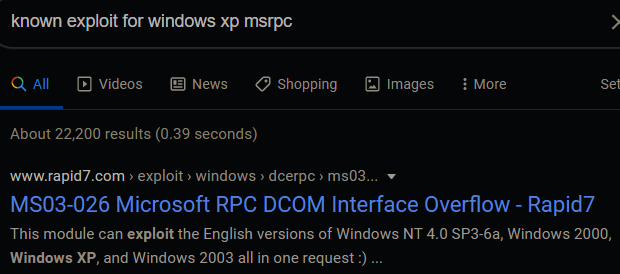 known exploit for windows xp msrpc
All Videos News Shopping Images More
About 22,200 results (0.39 seconds)
www.rapid7.com › exploit › windows › dcerpc › ms03...
MS03-026 Microsoft RPC DCOM Interface Overflow - Rapid7
This module can exploit the English versions of Windows NT 4.0 SP3-6a, Windows 2000,
Windows XP, and Windows 2003 all in one request :) ...